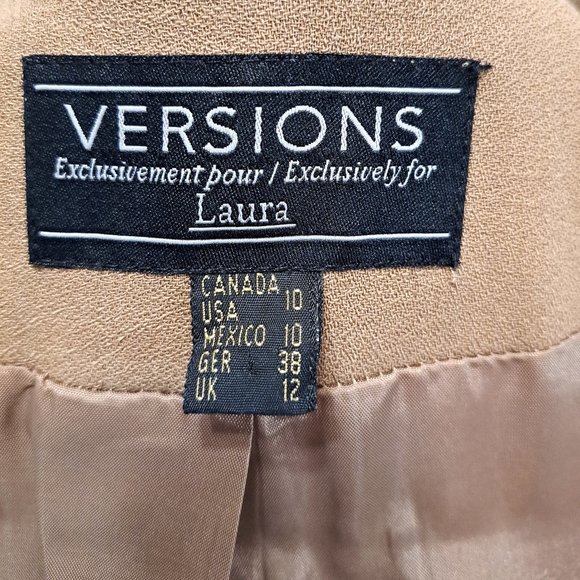 VERSIONS
Exclusivement pour / Exclusively for
Laura
CANADA
USA 10
MEXICO 10
GER 38
UK 12